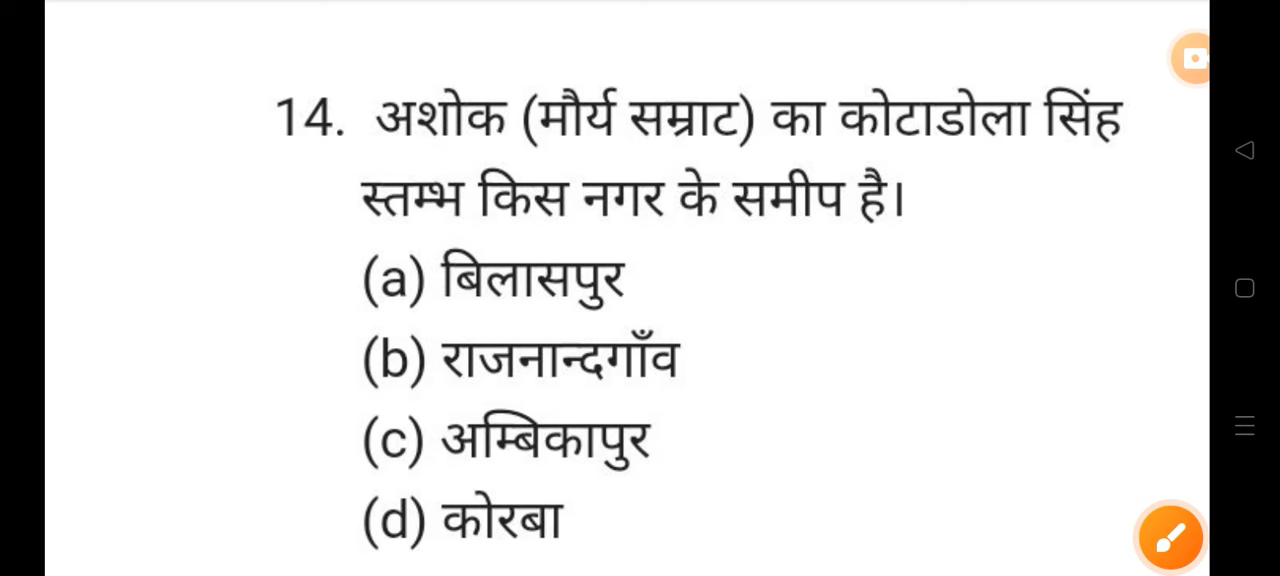 14. अशोक (मौर्य सम्राट) का कोटाडोला सिंह
स्तम्भ किस नगर के समीप है।
(a) बिलासपुर
(b) राजनान्दगाँव
(c) अम्बिकापुर
(d) कोरबा